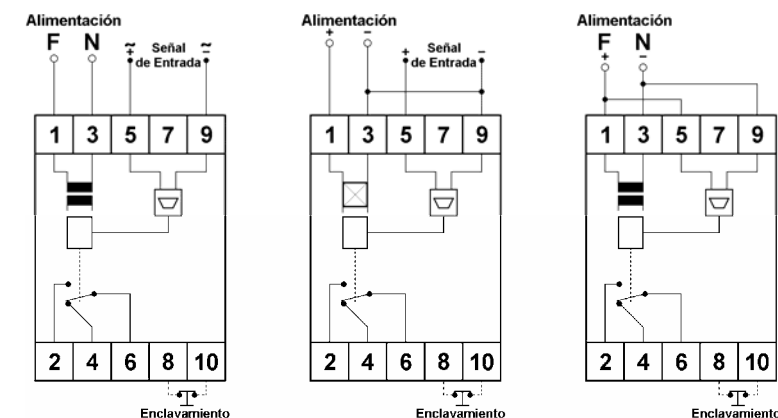 Alimentación
F N
Señal
de Entrada
1 3 5 7 9
2 4 6 8 10
Enclavamiento
Alimentación
+ −
+ Señal −
de Entrada
1 3 5 7 9
2 4 6 8 10
Enclavamiento
Alimentación
F N
+ −
1 3 5 7 9
2 4 6 8 10
Enclavamiento